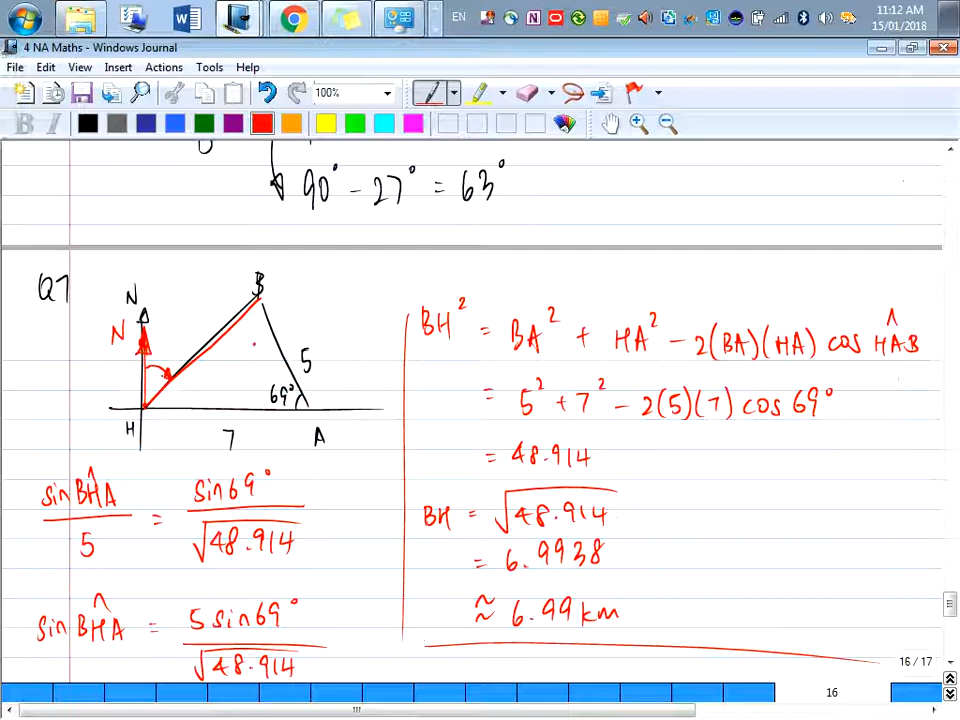 EN
11:12 AM
15/01/2018
4 NA Maths - Windows Journal
File Edit View Insert Actions Tools Help
100%
90° - 27° = 63°
Q7
N
N
B
5
69°
H
7
A
BH² = BA² + HA² - 2(BA)(HA) cos HÂB
= 5² + 7² - 2(5)(7) cos 69°
= 48.914
BH = √48.914
= 6.9938
≈ 6.99 km
sin BĤA / 5 = sin 69° / √48.914
sin BĤA = 5 sin 69° / √48.914
16 / 17
16